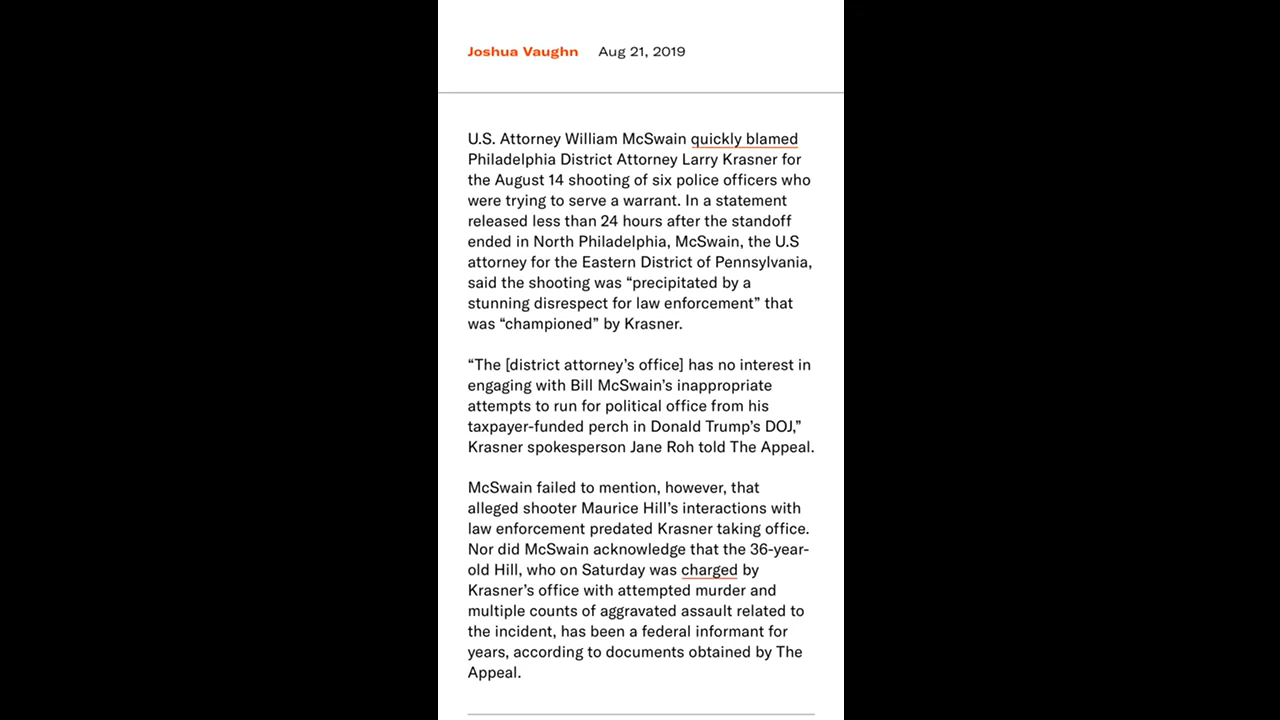 Joshua Vaughn Aug 21, 2019
U.S. Attorney William McSwain quickly blamed
Philadelphia District Attorney Larry Krasner for
the August 14 shooting of six police officers who
were trying to serve a warrant. In a statement
released less than 24 hours after the standoff
ended in North Philadelphia, McSwain, the U.S
attorney for the Eastern District of Pennsylvania,
said the shooting was “precipitated by a
stunning disrespect for law enforcement” that
was “championed” by Krasner.
“The [district attorney’s office] has no interest in
engaging with Bill McSwain’s inappropriate
attempts to run for political office from his
taxpayer-funded perch in Donald Trump’s DOJ,”
Krasner spokesperson Jane Roh told The Appeal.
McSwain failed to mention, however, that
alleged shooter Maurice Hill’s interactions with
law enforcement predated Krasner taking office.
Nor did McSwain acknowledge that the 36-year-
old Hill, who on Saturday was charged by
Krasner’s office with attempted murder and
multiple counts of aggravated assault related to
the incident, has been a federal informant for
years, according to documents obtained by The
Appeal.